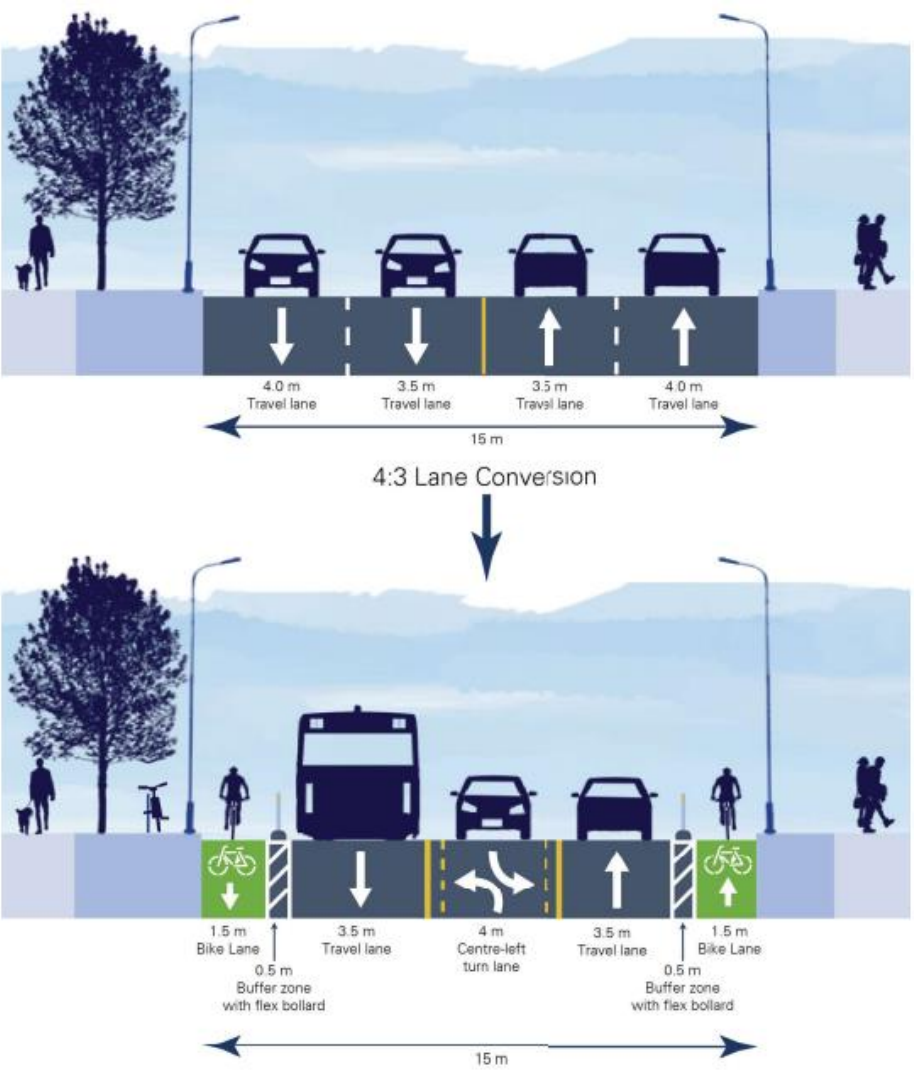 4.0 m
Travel lane
3.5 m
Travel lane
3.5 m
Travel lane
4.0 m
Travel lane
15 m
4:3 Lane Conversion
1.5 m
Bike Lane
0.5 m
Buffer zone
with flex bollard
3.5 m
Travel lane
4 m
Centre-left
turn lane
3.5 m
Travel lane
0.5 m
Buffer zone
with flex bollard
1.5 m
Bike Lane
15 m